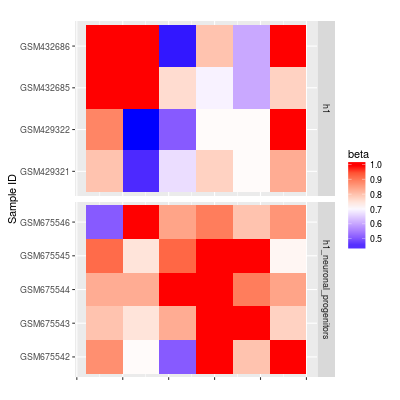 GSM432686
GSM432685
GSM429322
GSM429321
h1
GSM675546
GSM675545
GSM675544
GSM675543
GSM675542
h1_neuronal_progenitors
Sample ID
beta
1.0
0.9
0.8
0.7
0.6
0.5